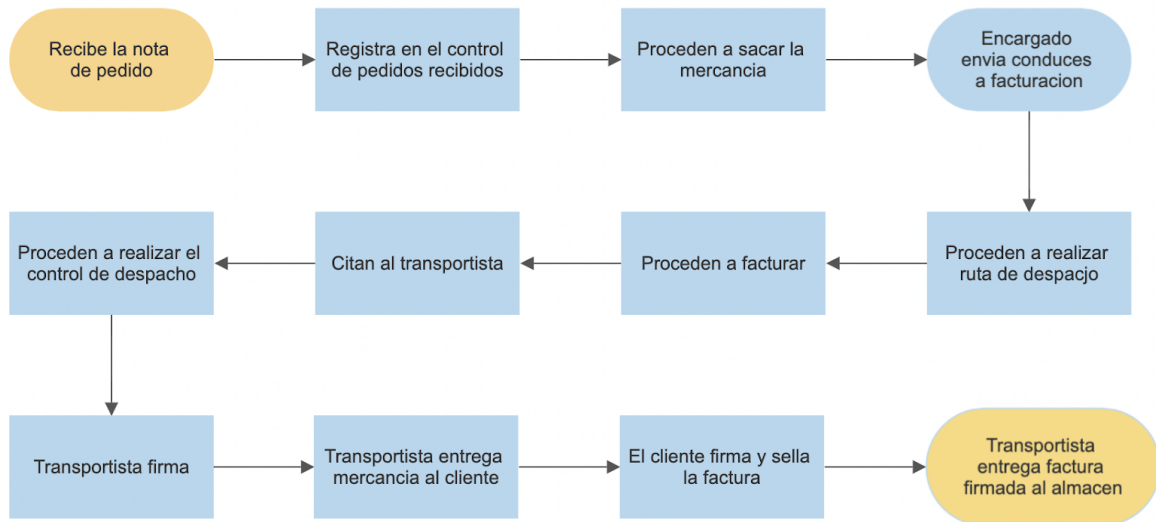 Recibe la nota
de pedido
Registra en el control
de pedidos recibidos
Proceden a sacar la
mercancia
Encargado
envia conduces
a facturacion
Proceden a realizar el
control de despacho
Citan al transportista
Proceden a facturar
Proceden a realizar
ruta de despacjo
Transportista firma
Transportista entrega
mercancia al cliente
El cliente firma y sella
la factura
Transportista
entrega factura
firmada al almacen